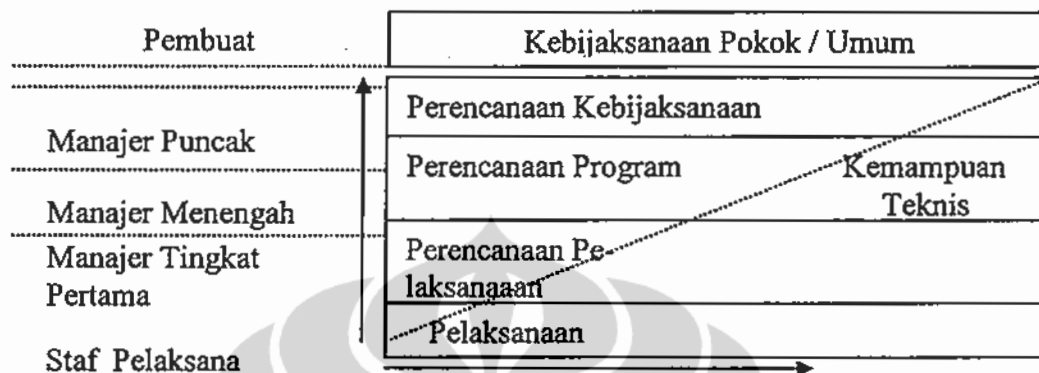 Pembuat
Kebijaksanaan Pokok / Umum
Perencanaan Kebijaksanaan
Manajer Puncak
Perencanaan Program
Kemampuan
Teknis
Manajer Menengah
Manajer Tingkat
Pertama
Perencanaan Pe-
laksanaaan
Pelaksanaan
Staf Pelaksana